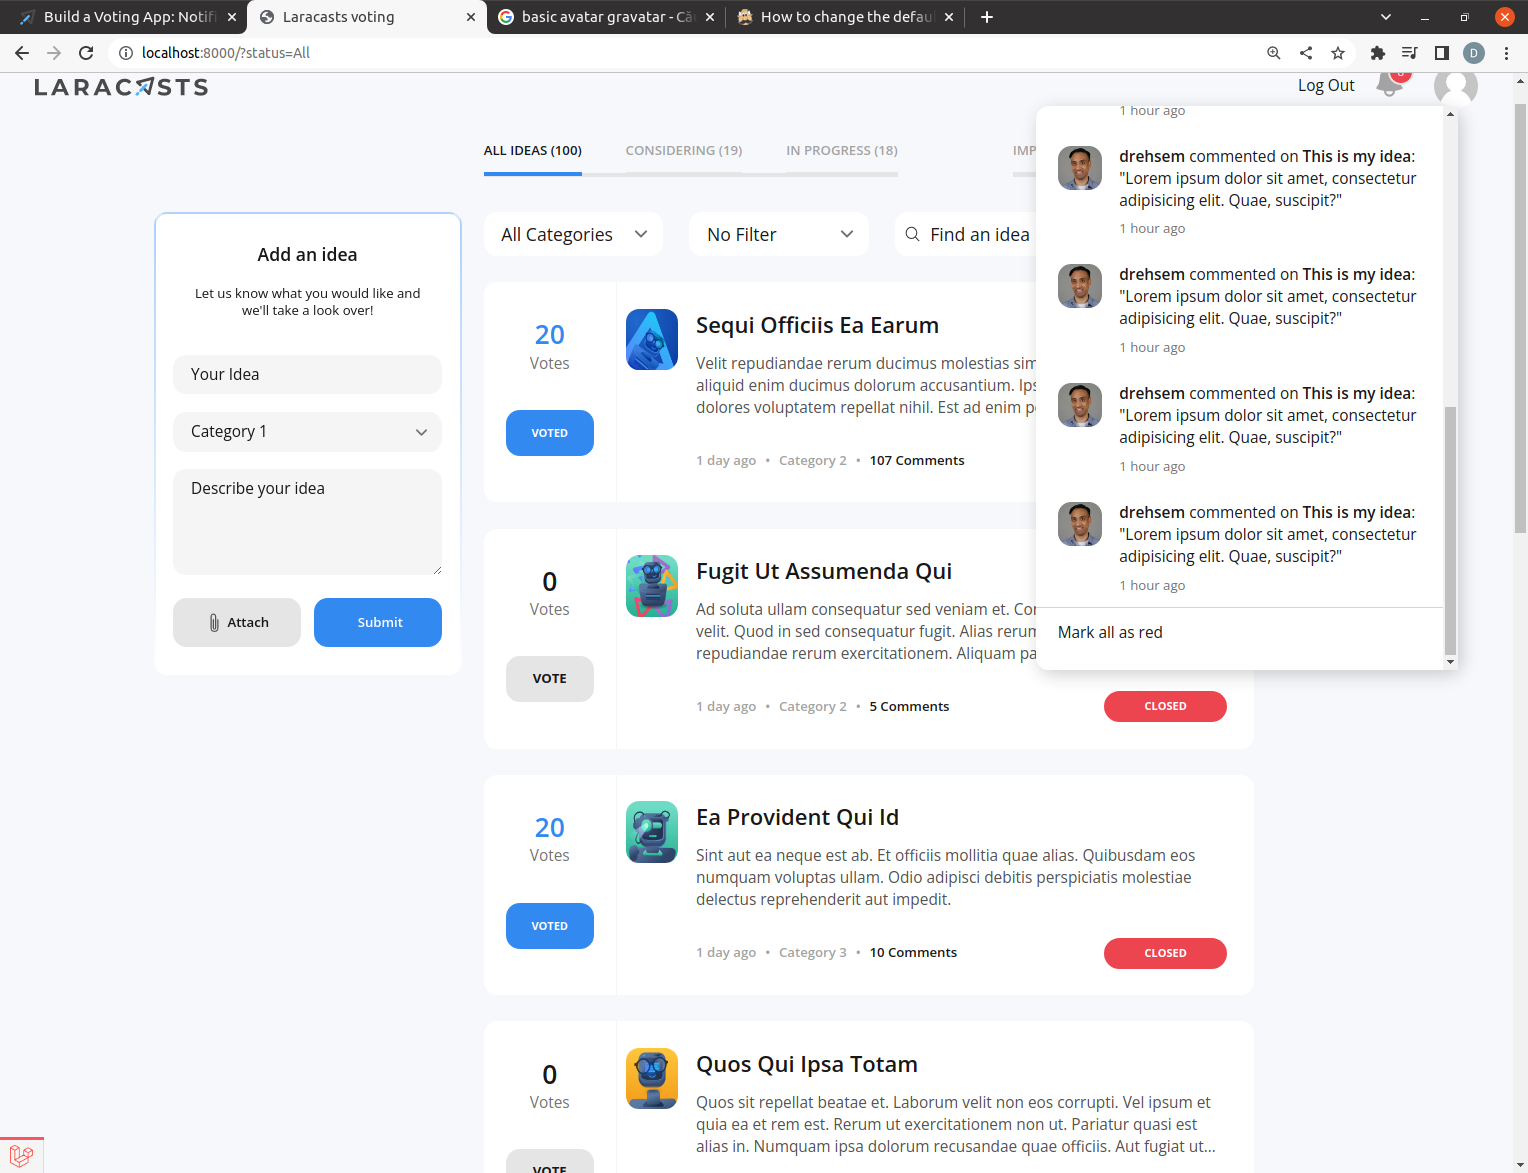 Build a Voting App: Notifi
Laracasts voting
basic avatar gravatar - Că
How to change the defau
localhost:8000/?status=All
D
LARACASTS
Log Out
ALL IDEAS (100)
CONSIDERING (19)
IN PROGRESS (18)
IMP
Add an idea
Let us know what you would like and
we'll take a look over!
Your Idea
Category 1
Describe your idea
Attach
Submit
All Categories
No Filter
Find an idea
20
Votes
VOTED
Sequi Officiis Ea Earum
Velit repudiandae rerum ducimus molestias sim
aliquid enim ducimus dolorum accusantium. Ips
dolores voluptatem repellat nihil. Est ad enim p
1 day ago • Category 2 • 107 Comments
0
Votes
VOTE
Fugit Ut Assumenda Qui
Ad soluta ullam consequatur sed veniam et. Cor
velit. Quod in sed consequatur fugit. Alias rerum
repudiandae rerum exercitationem. Aliquam pa
1 day ago • Category 2 • 5 Comments
CLOSED
20
Votes
VOTED
Ea Provident Qui Id
Sint aut ea neque est ab. Et officiis mollitia quae alias. Quibusdam eos
numquam voluptas ullam. Odio adipisci debitis perspiciatis molestiae
delectus reprehenderit aut impedit.
1 day ago • Category 3 • 10 Comments
CLOSED
0
Votes
VOTE
Quos Qui Ipsa Totam
Quos sit repellat beatae et. Laborum velit non eos corrupti. Vel ipsum et
quia ea et rem est. Rerum ut exercitationem non ut. Pariatur quasi est
alias in. Numquam ipsa dolorum recusandae quae officiis. Aut fugiat ut...
1 hour ago
drehsem commented on This is my idea:
"Lorem ipsum dolor sit amet, consectetur
adipisicing elit. Quae, suscipit?"
1 hour ago
drehsem commented on This is my idea:
"Lorem ipsum dolor sit amet, consectetur
adipisicing elit. Quae, suscipit?"
1 hour ago
drehsem commented on This is my idea:
"Lorem ipsum dolor sit amet, consectetur
adipisicing elit. Quae, suscipit?"
1 hour ago
drehsem commented on This is my idea:
"Lorem ipsum dolor sit amet, consectetur
adipisicing elit. Quae, suscipit?"
1 hour ago
Mark all as red